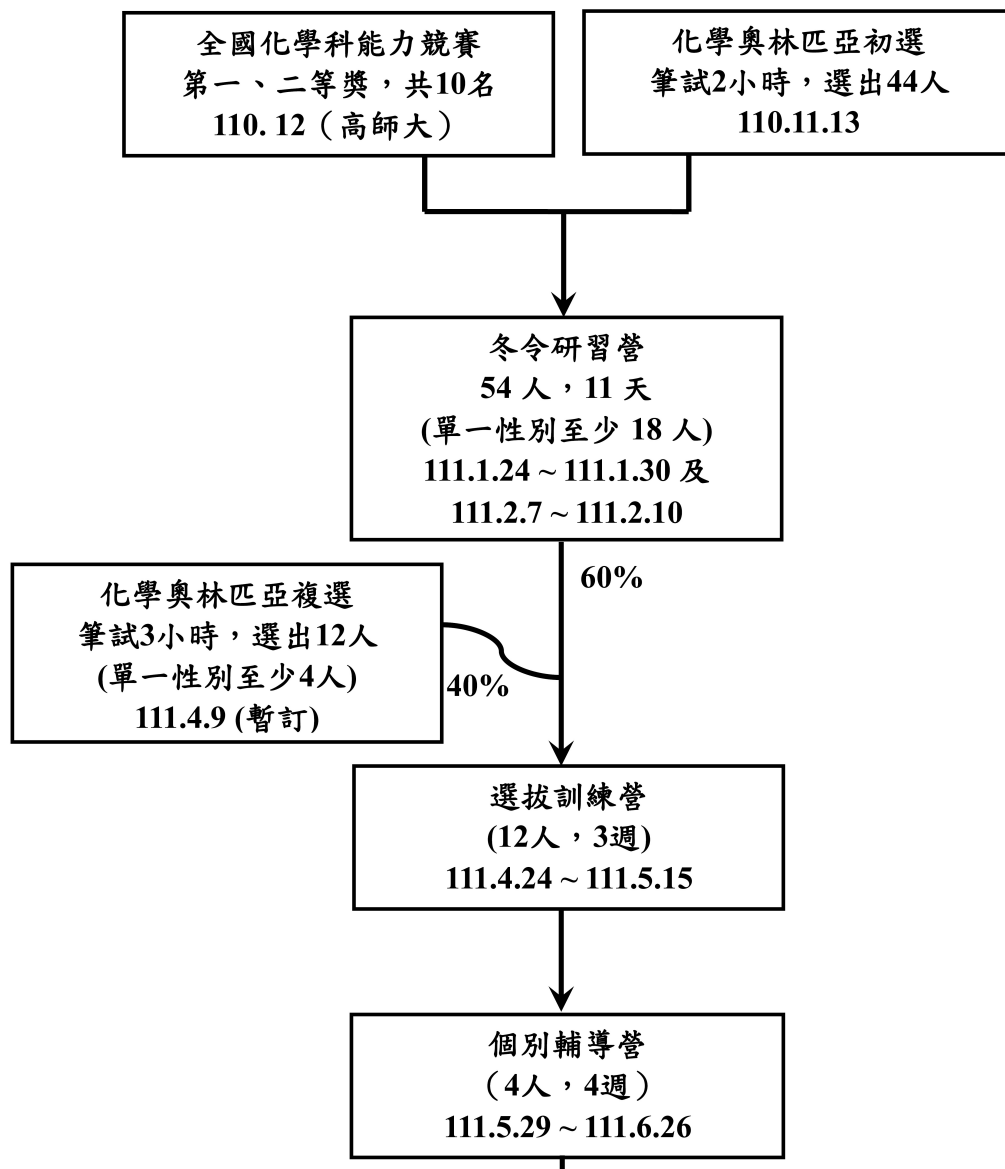 全國化學科能力競賽
第一、二等獎，共10名
110. 12（高師大）
化學奧林匹亞初選
筆試2小時，選出44人
110.11.13
冬令研習營
54 人，11 天
(單一性別至少 18 人)
111.1.24 ~ 111.1.30 及
111.2.7 ~ 111.2.10
60%
化學奧林匹亞複選
筆試3小時，選出12人
(單一性別至少4人)
111.4.9 (暫訂)
40%
選拔訓練營
(12人，3週)
111.4.24 ~ 111.5.15
個別輔導營
（4人，4週）
111.5.29 ~ 111.6.26